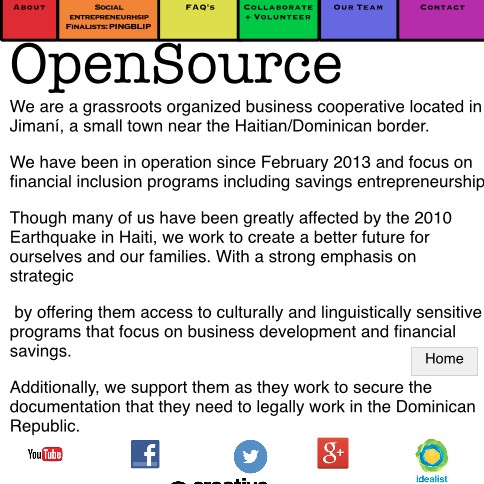 About
Social
entrepreneurhsip
Finalists: PINGBLIP
FAQ's
Collaborate
+ Volunteer
Our Team
Contact
OpenSource
We are a grassroots organized business cooperative located in
Jimaní, a small town near the Haitian/Dominican border.
We have been in operation since February 2013 and focus on
financial inclusion programs including savings entrepreneurship
Though many of us have been greatly affected by the 2010
Earthquake in Haiti, we work to create a better future for
ourselves and our families. With a strong emphasis on
strategic
by offering them access to culturally and linguistically sensitive
programs that focus on business development and financial
savings.
Home
Additionally, we support them as they work to secure the
documentation that they need to legally work in the Dominican
Republic.
YouTube
f
g+
idealist
creative